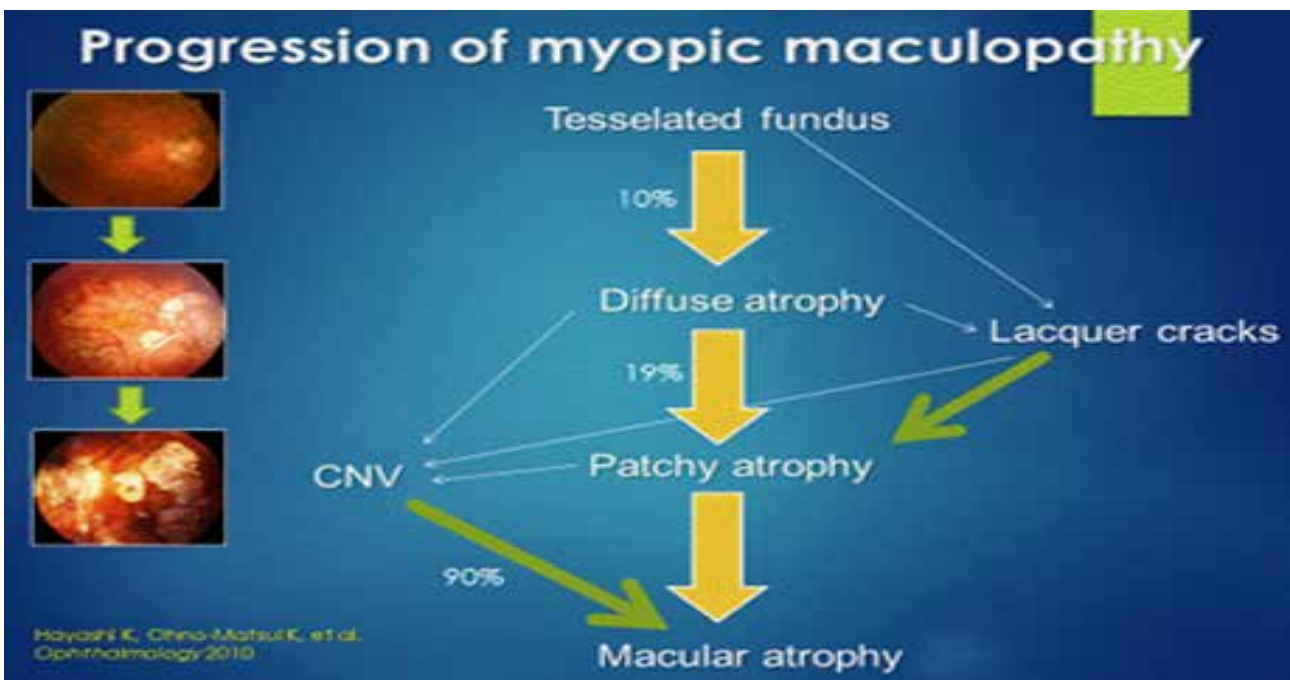 Progression of myopic maculopathy
Tesselated fundus
10%
Diffuse atrophy
Lacquer cracks
19%
CNV
Patchy atrophy
90%
Hayashi K, Ohno-Matsui K, et al.
Ophthalmology 2010
Macular atrophy